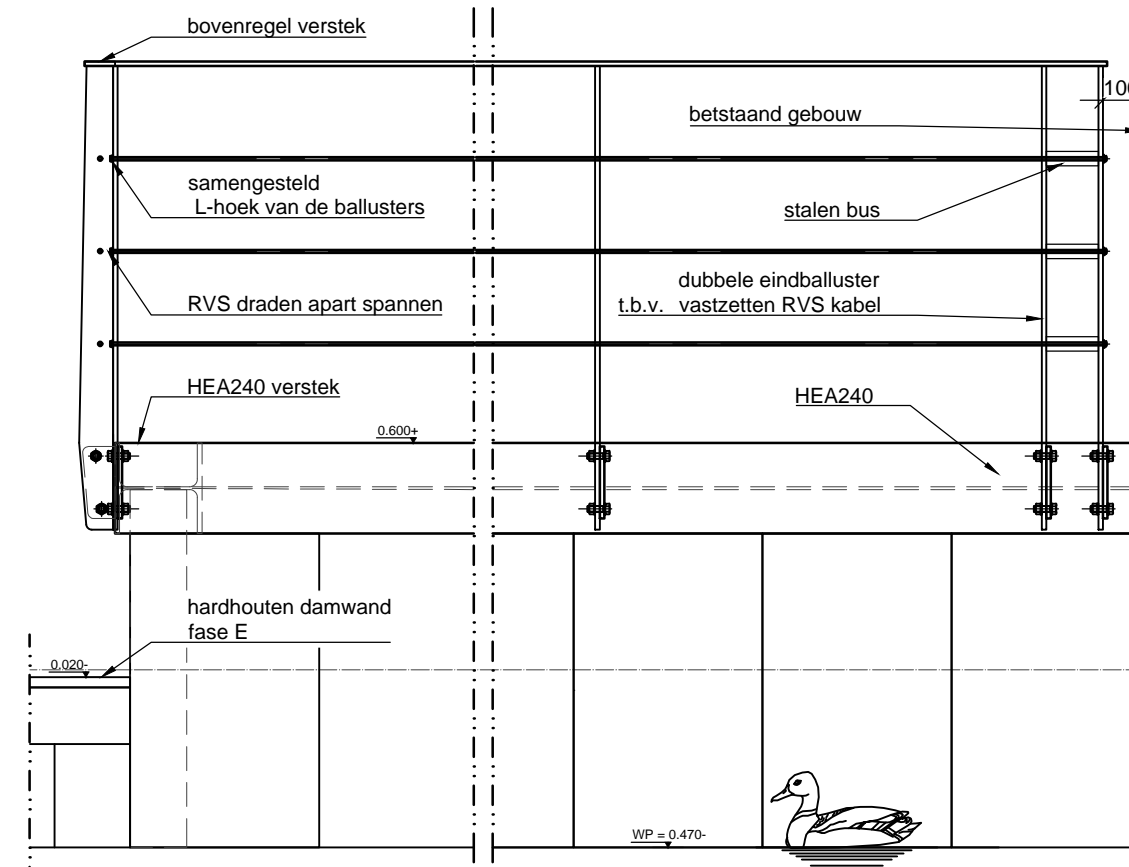 bovenregel verstek
100
betstaand gebouw
samengesteld
L-hoek van de ballusters
stalen bus
dubbele eindballuster
t.b.v. vastzetten RVS kabel
RVS draden apart spannen
HEA240 verstek
HEA240
0.600+
hardhouten damwand
fase E
0.020-
WP = 0.470-